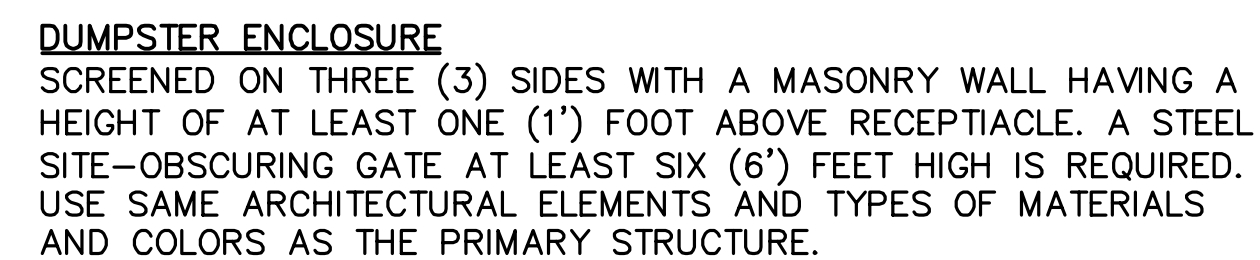 DUMPSTER ENCLOSURE
SCREENED ON THREE (3) SIDES WITH A MASONRY WALL HAVING A
HEIGHT OF AT LEAST ONE (1') FOOT ABOVE RECEPTIACLE. A STEEL
SITE-OBSCURING GATE AT LEAST SIX (6') FEET HIGH IS REQUIRED.
USE SAME ARCHITECTURAL ELEMENTS AND TYPES OF MATERIALS
AND COLORS AS THE PRIMARY STRUCTURE.